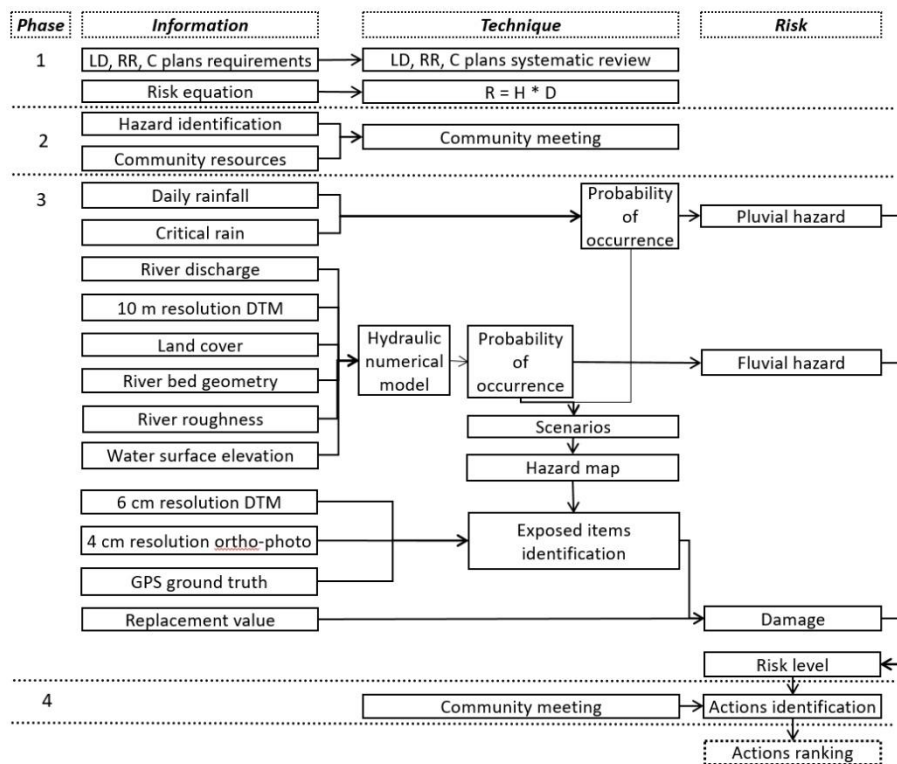 Phase
Information
Technique
Risk
1
LD, RR, C plans requirements
LD, RR, C plans systematic review
Risk equation
R = H * D
2
Hazard identification
Community resources
Community meeting
3
Daily rainfall
Critical rain
Probability
of
occurrence
Pluvial hazard
River discharge
10 m resolution DTM
Land cover
River bed geometry
River roughness
Water surface elevation
Hydraulic
numerical
model
Probability
of
occurrence
Fluvial hazard
Scenarios
Hazard map
6 cm resolution DTM
4 cm resolution ortho-photo
GPS ground truth
Exposed items
identification
Replacement value
Damage
Risk level
4
Community meeting
Actions identification
Actions ranking